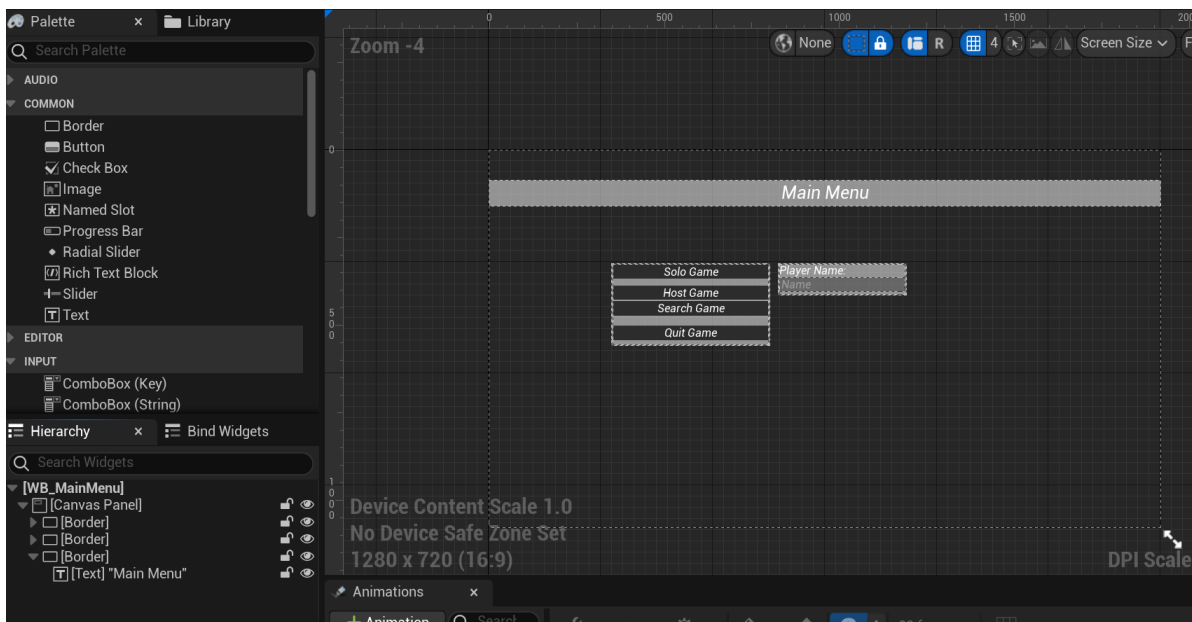 Palette
Library
Search Palette
AUDIO
COMMON
Border
Button
Check Box
Image
Named Slot
Progress Bar
Radial Slider
Rich Text Block
Slider
Text
EDITOR
INPUT
ComboBox (Key)
ComboBox (String)
Hierarchy
Bind Widgets
Search Widgets
[WB_MainMenu]
[Canvas Panel]
[Border]
[Border]
[Border]
[Text] "Main Menu"
0 500 1000 1500
Zoom -4
None
R
4
Screen Size
0
500
1000
Main Menu
Solo Game
Host Game
Search Game
Quit Game
Player Name:
Name
Device Content Scale 1.0
No Device Safe Zone Set
1280 x 720 (16:9)
DPI Scale
Animations
Animation
Search